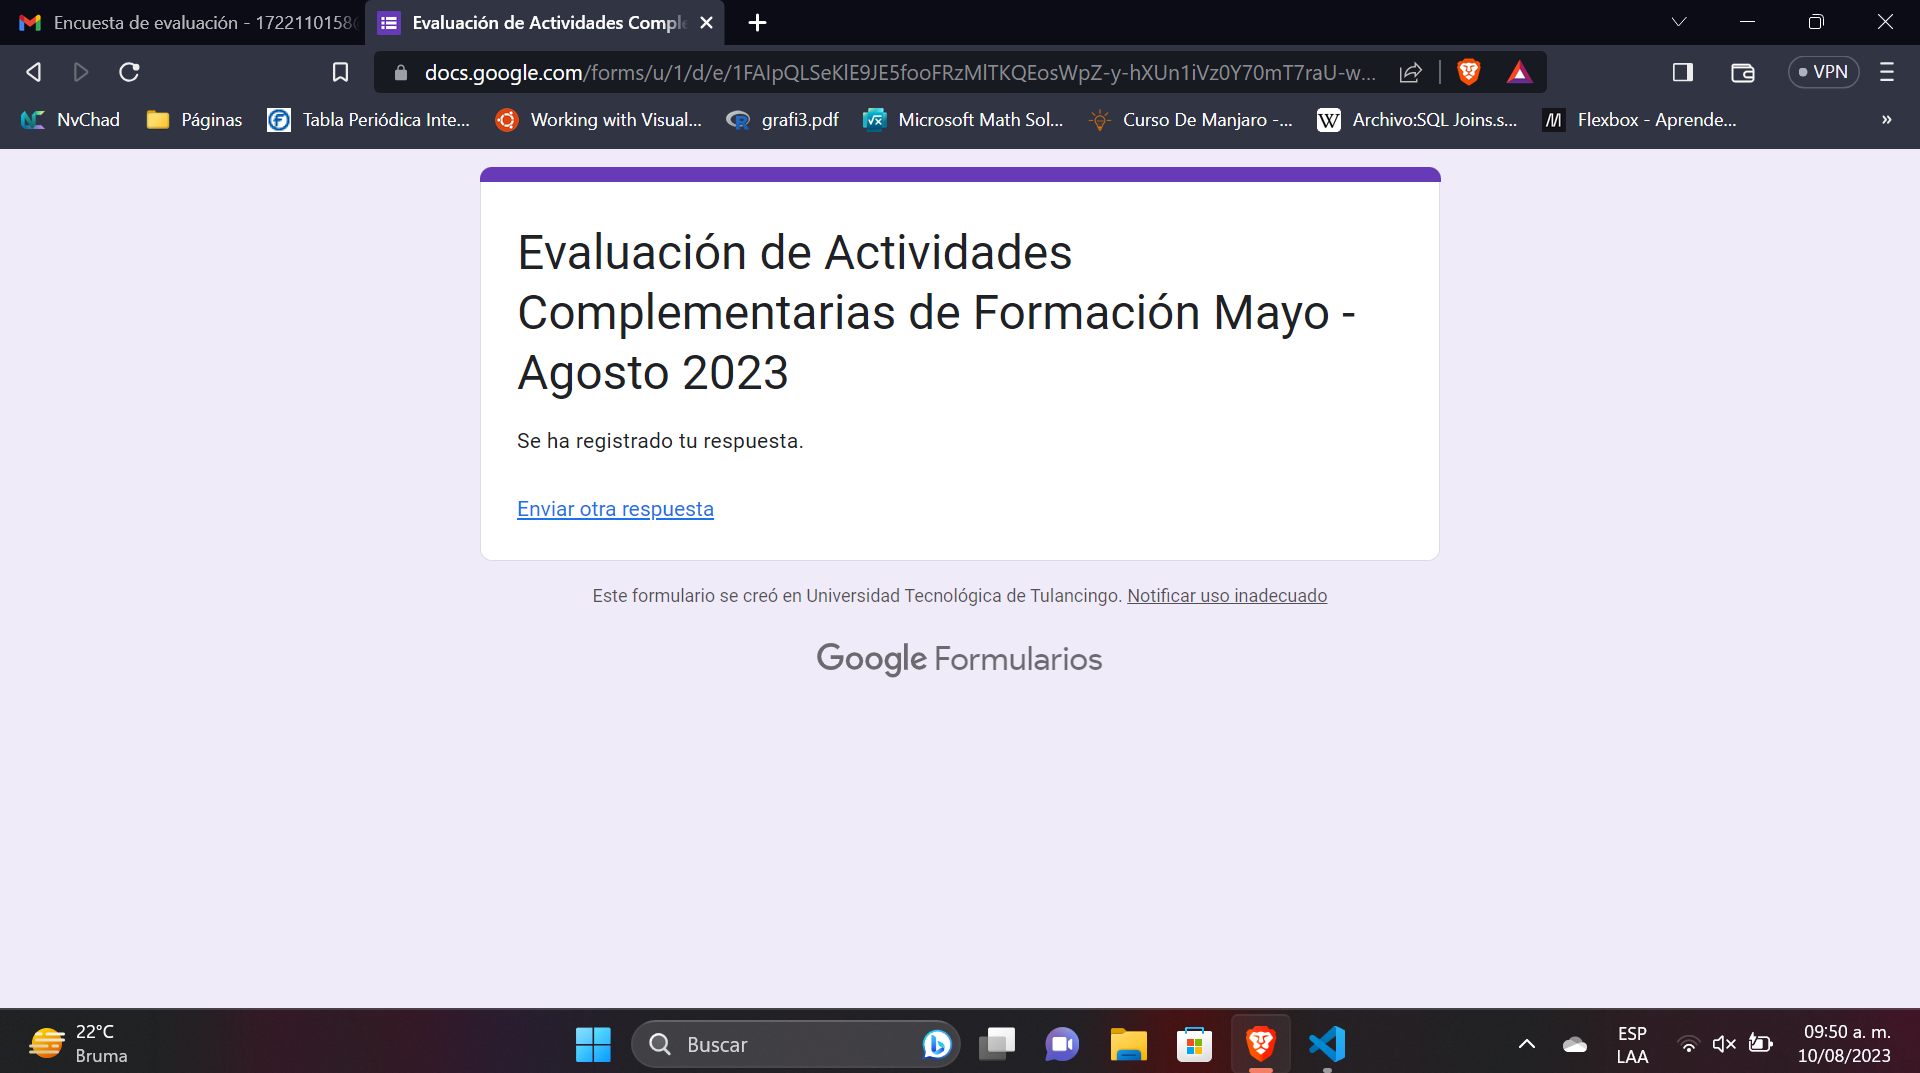 Encuesta de evaluación - 1722110158
Evaluación de Actividades Compl
docs.google.com/forms/u/1/d/e/1FAIpQLSeKlE9JE5fooFRzMlTKQEosWpZ-y-hXUn1iVz0Y70mT7raU-w...
VPN
NvChad
Páginas
Tabla Periódica Inte...
Working with Visual...
grafi3.pdf
Microsoft Math Sol...
Curso De Manjaro -...
Archivo:SQL Joins.s...
Flexbox - Aprende...
»
Evaluación de Actividades
Complementarias de Formación Mayo -
Agosto 2023
Se ha registrado tu respuesta.
Enviar otra respuesta
Este formulario se creó en Universidad Tecnológica de Tulancingo. Notificar uso inadecuado
Google Formularios
22°C
Bruma
Buscar
ESP
LAA
09:50 a. m.
10/08/2023